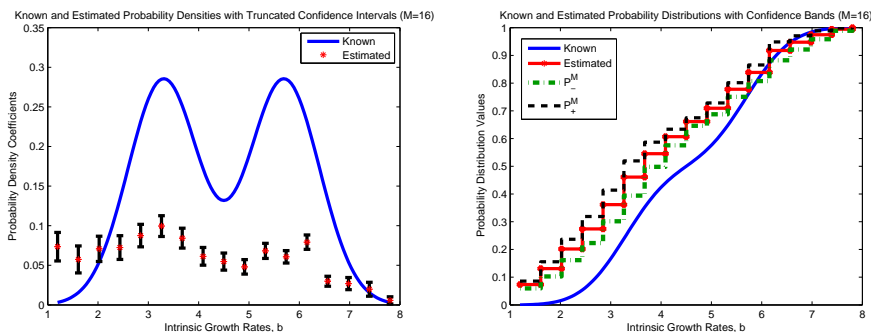 Known and Estimated Probability Densities with Truncated Confidence Intervals (M=16)
Known
Estimated
0.35
0.3
0.25
0.2
0.15
0.1
0.05
0
Probability Density Coefficients
1 2 3 4 5 6 7 8
Intrinsic Growth Rates, b
Known and Estimated Probability Distributions with Confidence Bands (M=16)
Known
Estimated
P_-^M
P_+^M
1
0.9
0.8
0.7
0.6
0.5
0.4
0.3
0.2
0.1
0
Probability Distribution Values
1 2 3 4 5 6 7 8
Intrinsic Growth Rates, b